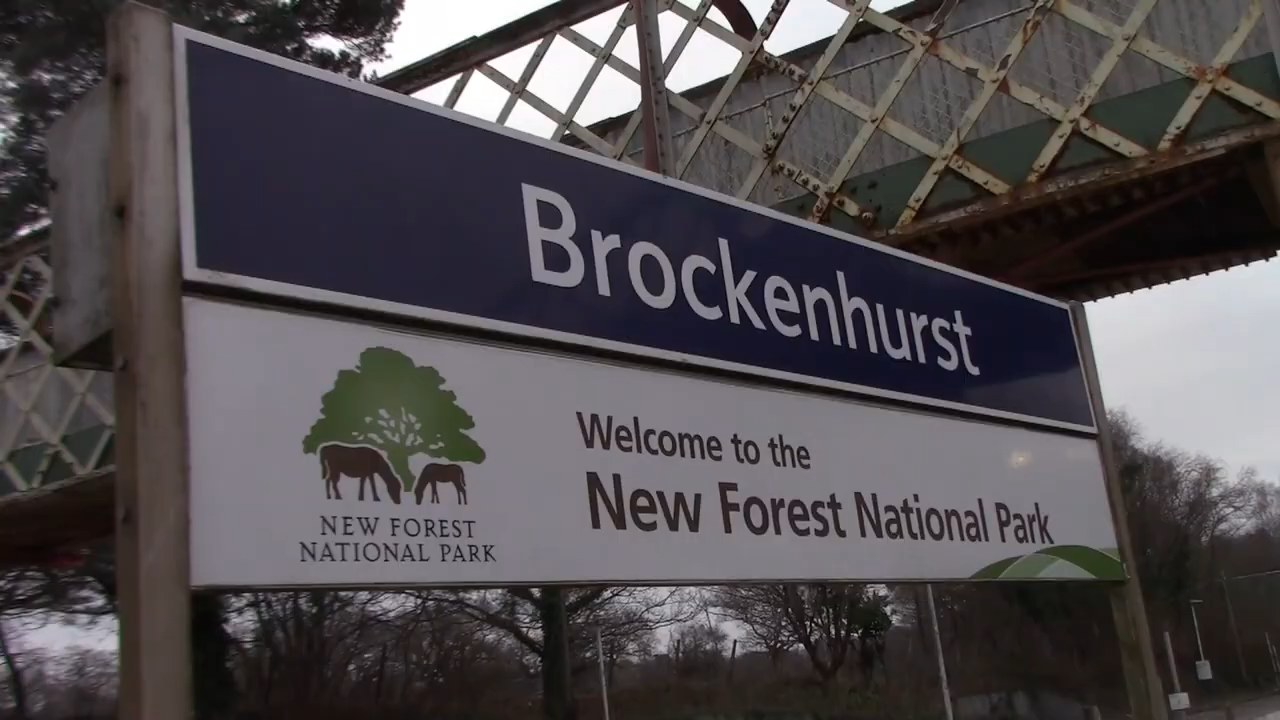 Brockenhurst
NEW FOREST
NATIONAL PARK
Welcome to the
New Forest National Park